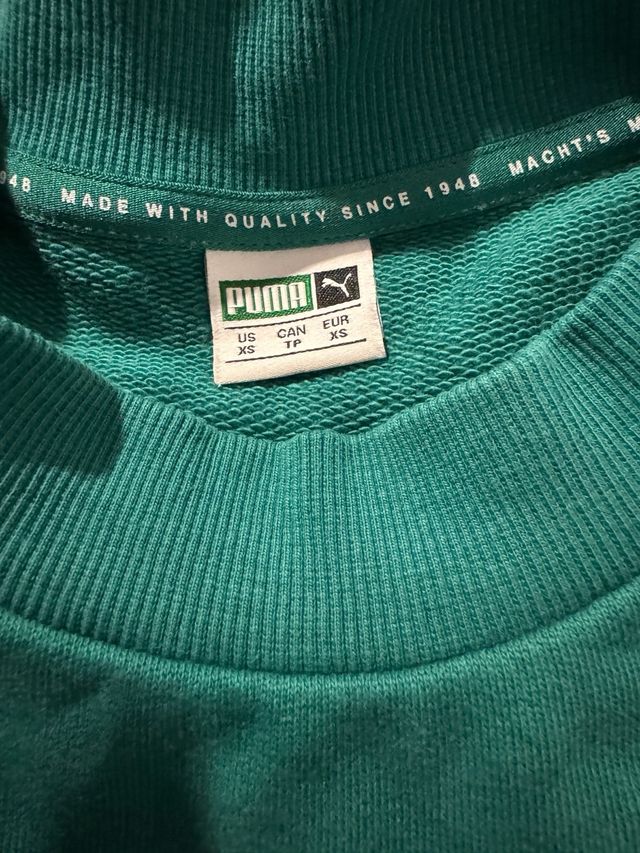 948 MADE WITH QUALITY SINCE 1948 MACHT'S M
PUMA
US CAN EUR
XS TP XS